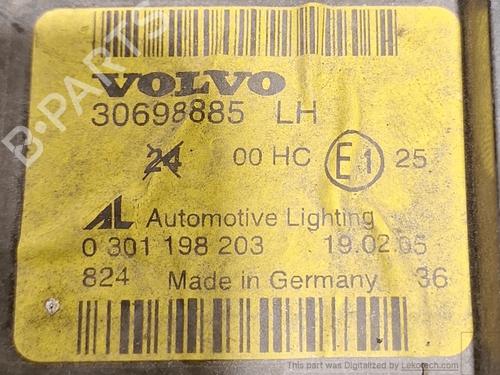 VOLVO
30698885 LH
24 00 HC E1 25
AL Automotive Lighting
0 301 198 203 19.02.05
824 Made in Germany 36
B-PARTS
This part was Digitalized by Lekotech.com